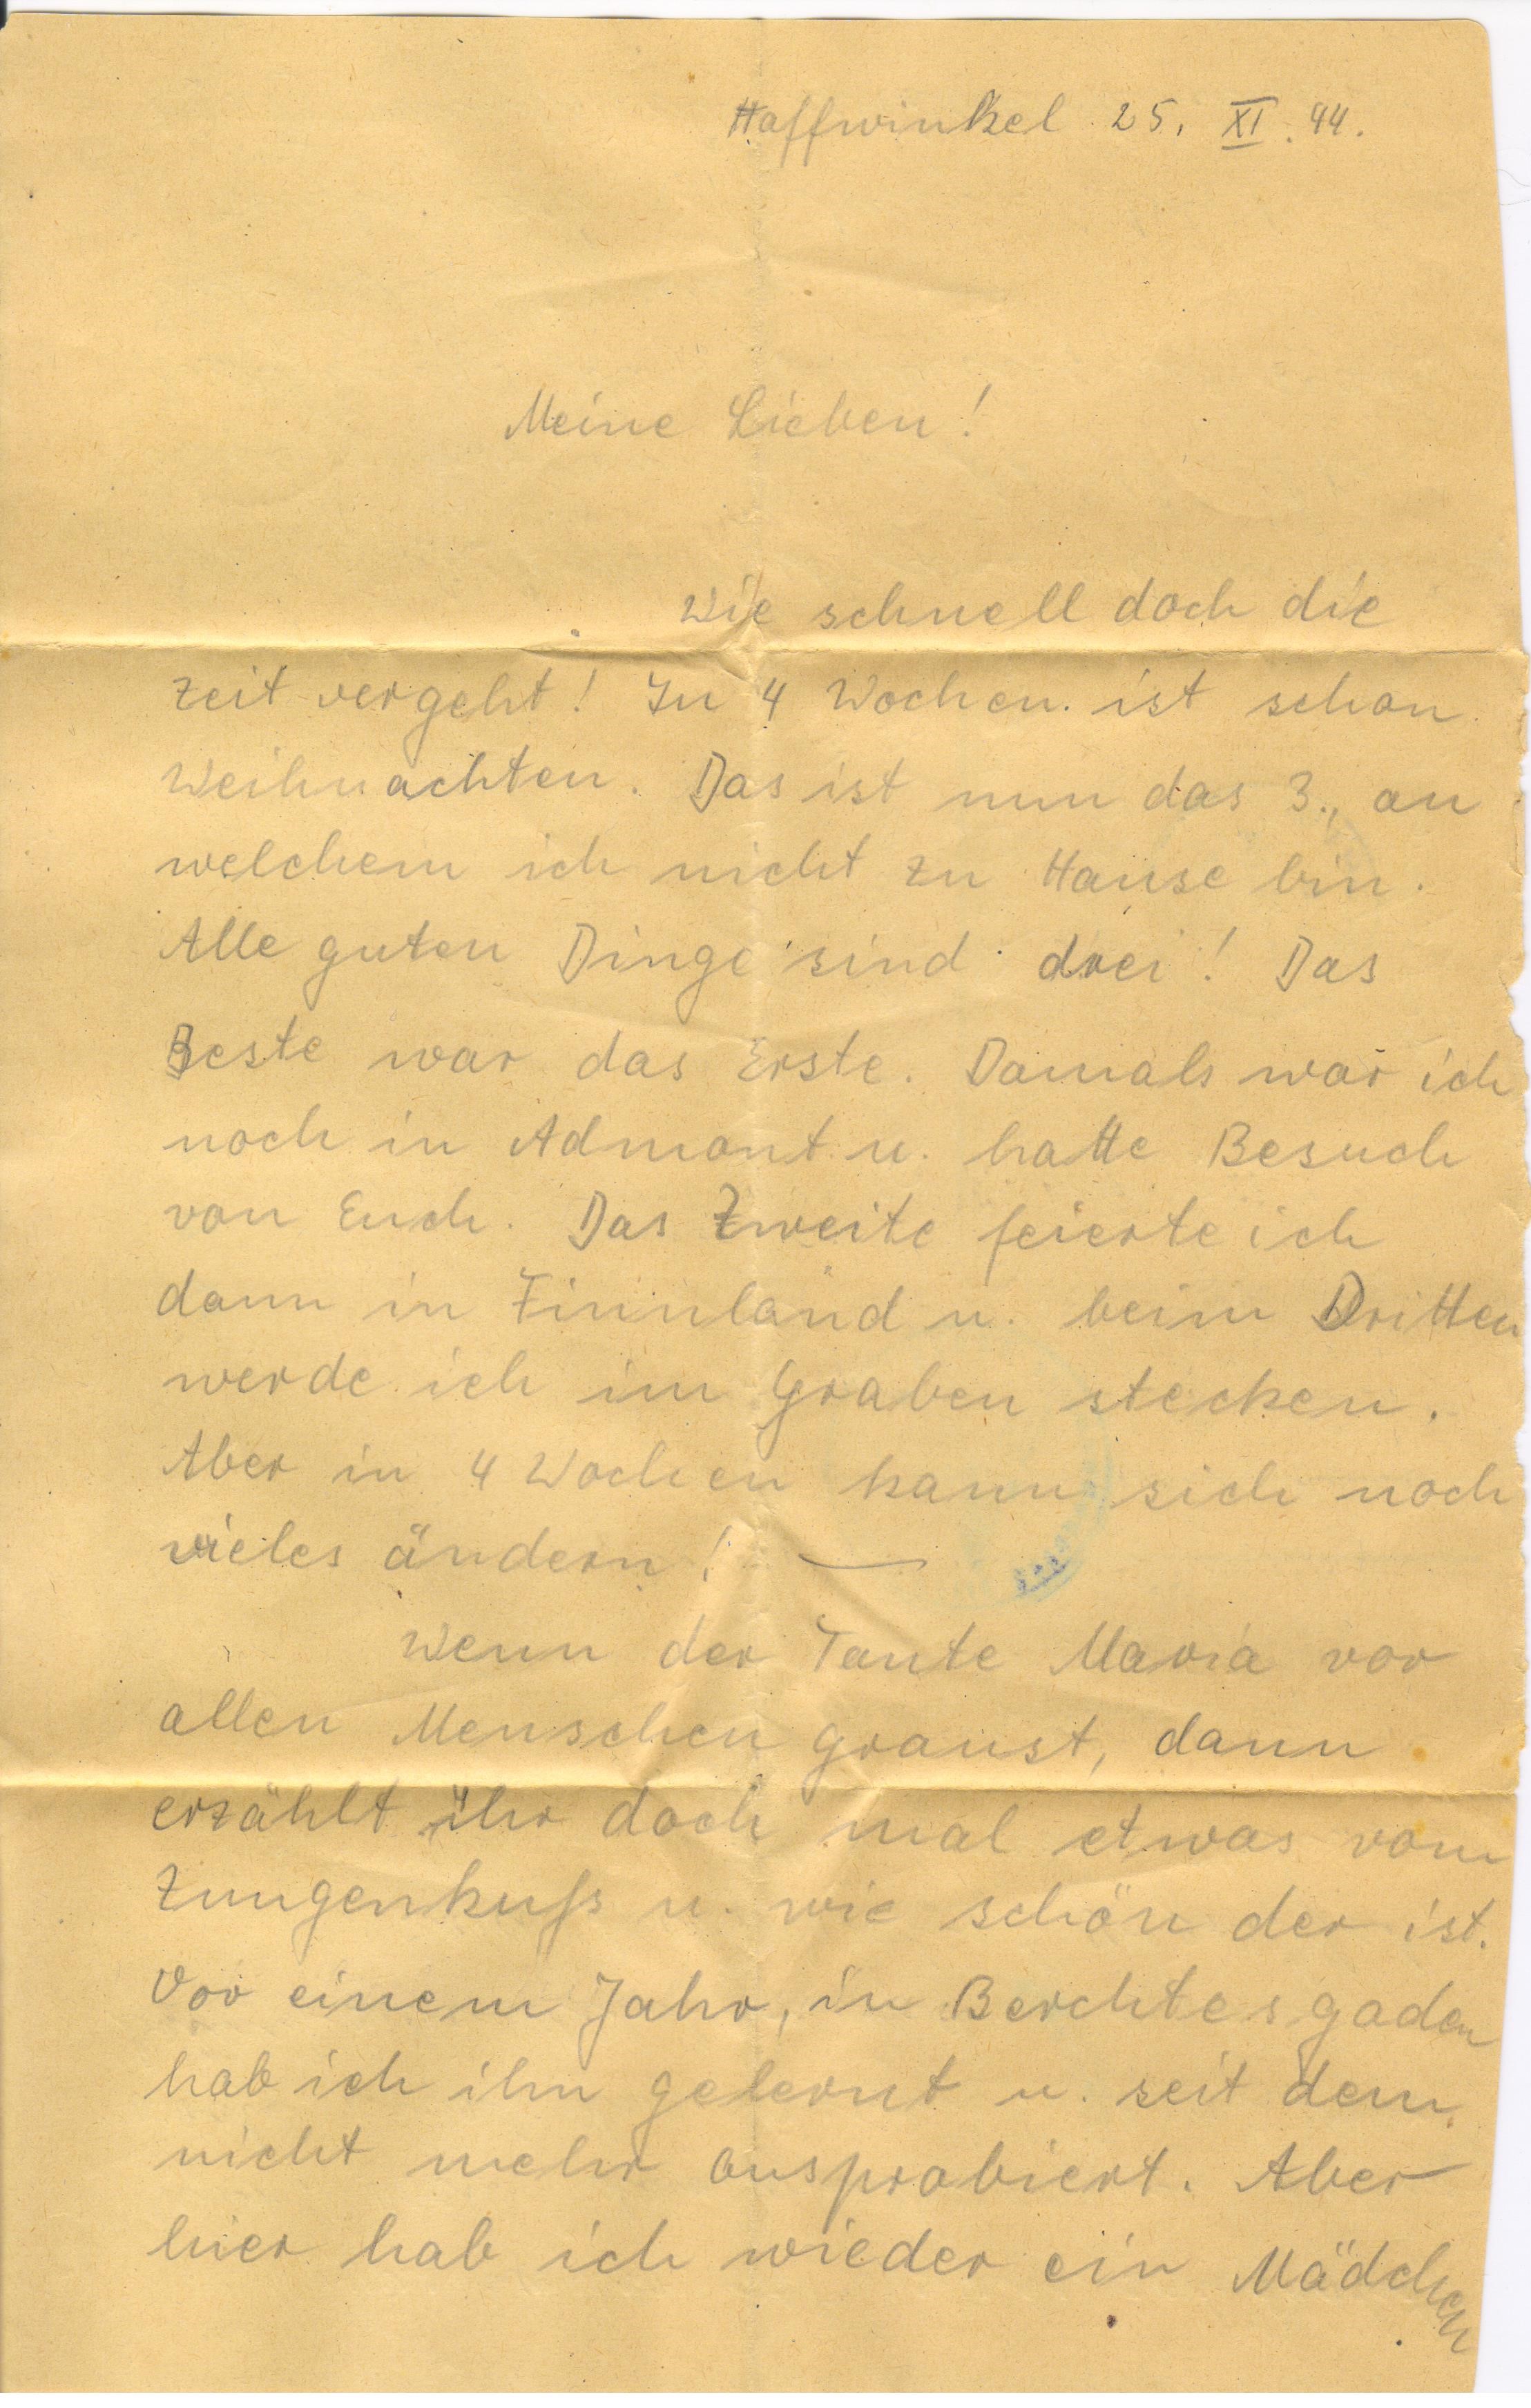 Haffwinkel 25. XI. 44.
Meine Lieben!
Wie schnell doch die
Zeit vergeht! In 4 Wochen ist schon
Weihnachten. Das ist nun das 3., an
welchem ich nicht zu Hause bin.
Alle guten Dinge sind drei! Das
Beste war das Erste. Damals war ich
noch in Admont u. hatte Besuch
von Euch. Das Zweite feierte ich
dann in Finnland u. beim Dritten
werde ich im Graben stecken.
Aber in 4 Wochen kann sich noch
vieles ändern! —
Wenn der Tante Maria vor
allen Menschen graust, dann
erzählt ihr doch mal etwas vom
Zungenkuß u. wie schön der ist.
Vor einem Jahr, in Berchtesgaden
hab ich ihn gelernt u. seit dem
nicht mehr ausprobiert. Aber
hier hab ich wieder ein Mädchen